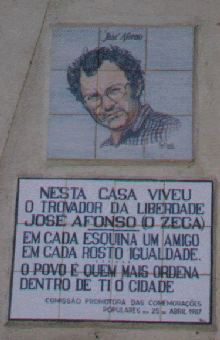 José Afonso
NESTA CASA VIVEU
O TROVADOR DA LIBERDADE
JOSÉ AFONSO (O ZECA)
EM CADA ESQUINA UM AMIGO
EM CADA ROSTO IGUALDADE.
O POVO É QUEM MAIS ORDENA
DENTRO DE TI Ó CIDADE
COMISSÃO PROMOTORA DAS COMEMORAÇÕES
POPULARES DO 25 DE ABRIL 1987